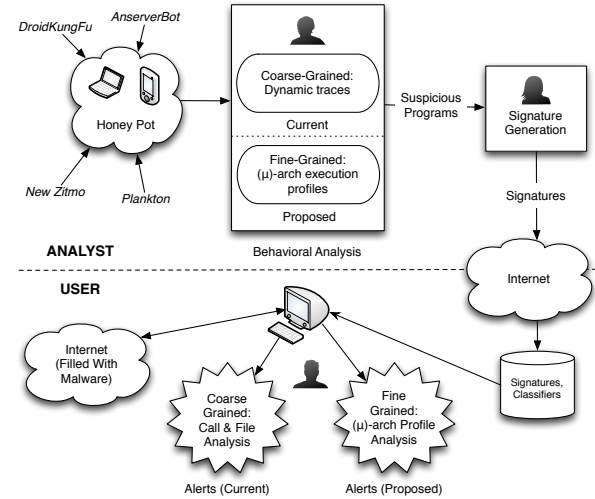 DroidKungFu
AnserverBot
Honey Pot
New Zitmo
Plankton
Coarse-Grained:
Dynamic traces
Current
Fine-Grained:
(μ)-arch execution
profiles
Proposed
Behavioral Analysis
Suspicious
Programs
Signature
Generation
Signatures
ANALYST
USER
Internet
Internet
(Filled With
Malware)
Coarse
Grained:
Call & File
Analysis
Alerts (Current)
Fine
Grained:
(μ)-arch Profile
Analysis
Alerts (Proposed)
Signatures,
Classifiers